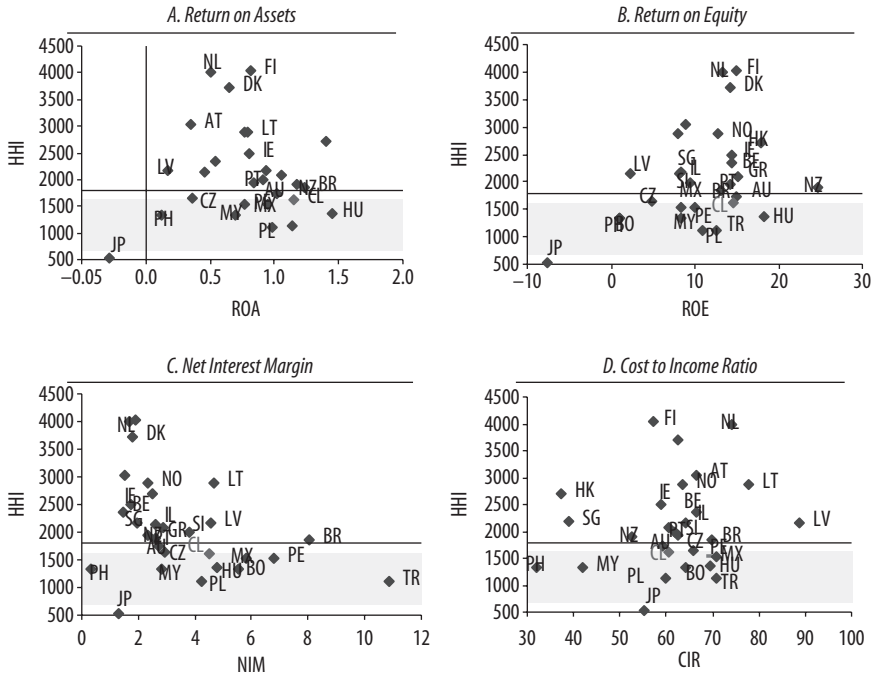 A. Return on Assets
HHI
4500
4000
3500
3000
2500
2000
1500
1000
500
NL FI
DK
AT LT
IE
LV PT
AU NZ BR
CZ MX CL
PH MY HU
PL
JP
−0.05 0.0 0.5 1.0 1.5 2.0
ROA
B. Return on Equity
HHI
4500
4000
3500
3000
2500
2000
1500
1000
500
NL FI
DK
NO HK
SG IE
LV IL BE GR
SI MX PT BR NZ
CZ CL AU
PH BO MY PE TR HU
PL
JP
−10 0 10 20 30
ROE
C. Net Interest Margin
HHI
4500
4000
3500
3000
2500
2000
1500
1000
500
NL DK
NO LT
IE BE
SG IL GR SI LV
BR
AU CZ CL MX PE
PH MY HU BO
PL TR
JP
0 2 4 6 8 10 12
NIM
D. Cost to Income Ratio
HHI
4500
4000
3500
3000
2500
2000
1500
1000
500
FI NL
AT LT
HK IE NO
SG BE IL LV
NZ PT SI BR
AU CZ
CL PE MX
PH MY BO HU
PL TR
JP
30 40 50 60 70 80 90 100
CIR